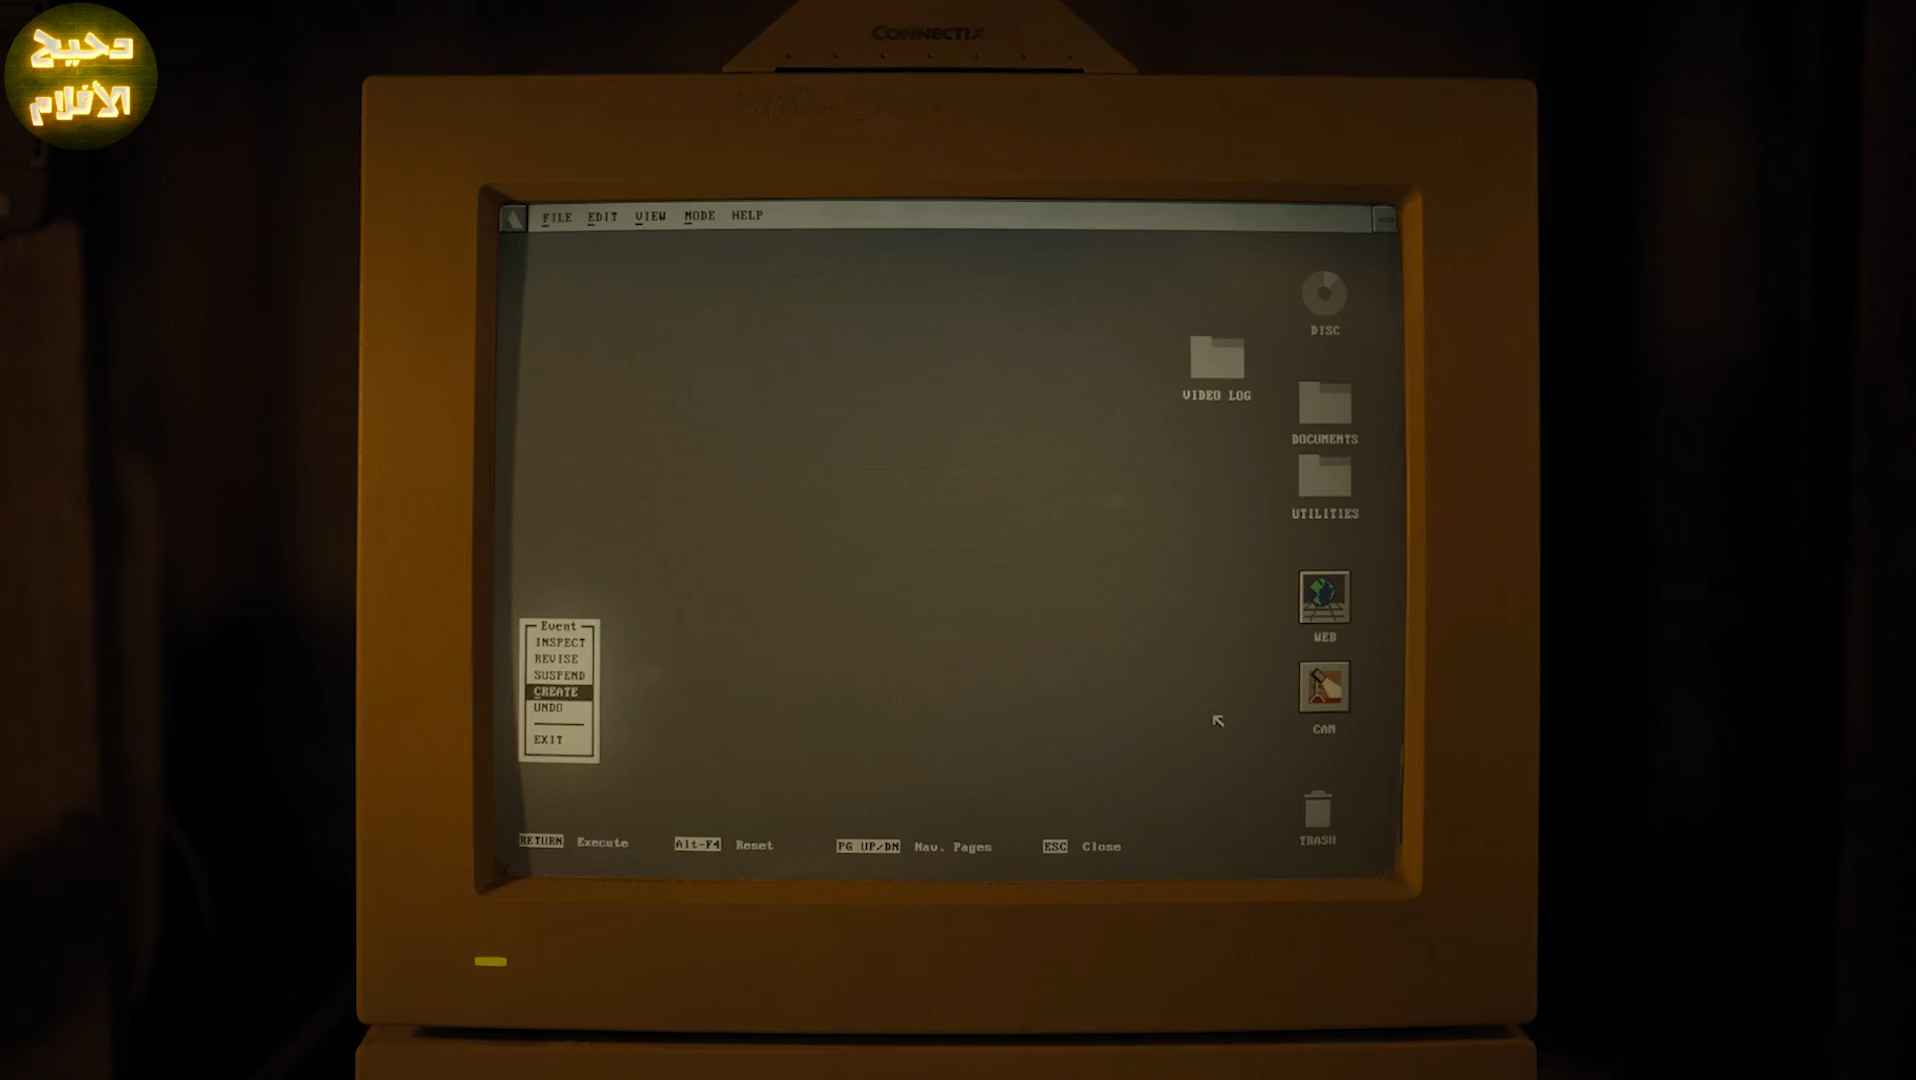 دحيح
الأفلام
CONNECTIX
FILE EDIT VIEW MODE HELP
DISC
VIDEO LOG
DOCUMENTS
UTILITIES
WEB
CAM
TRASH
Event
INSPECT
REVISE
SUSPEND
CREATE
UNDO
EXIT
RETURN Execute Alt-F4 Reset PG UP/DN Nav. Pages ESC Close